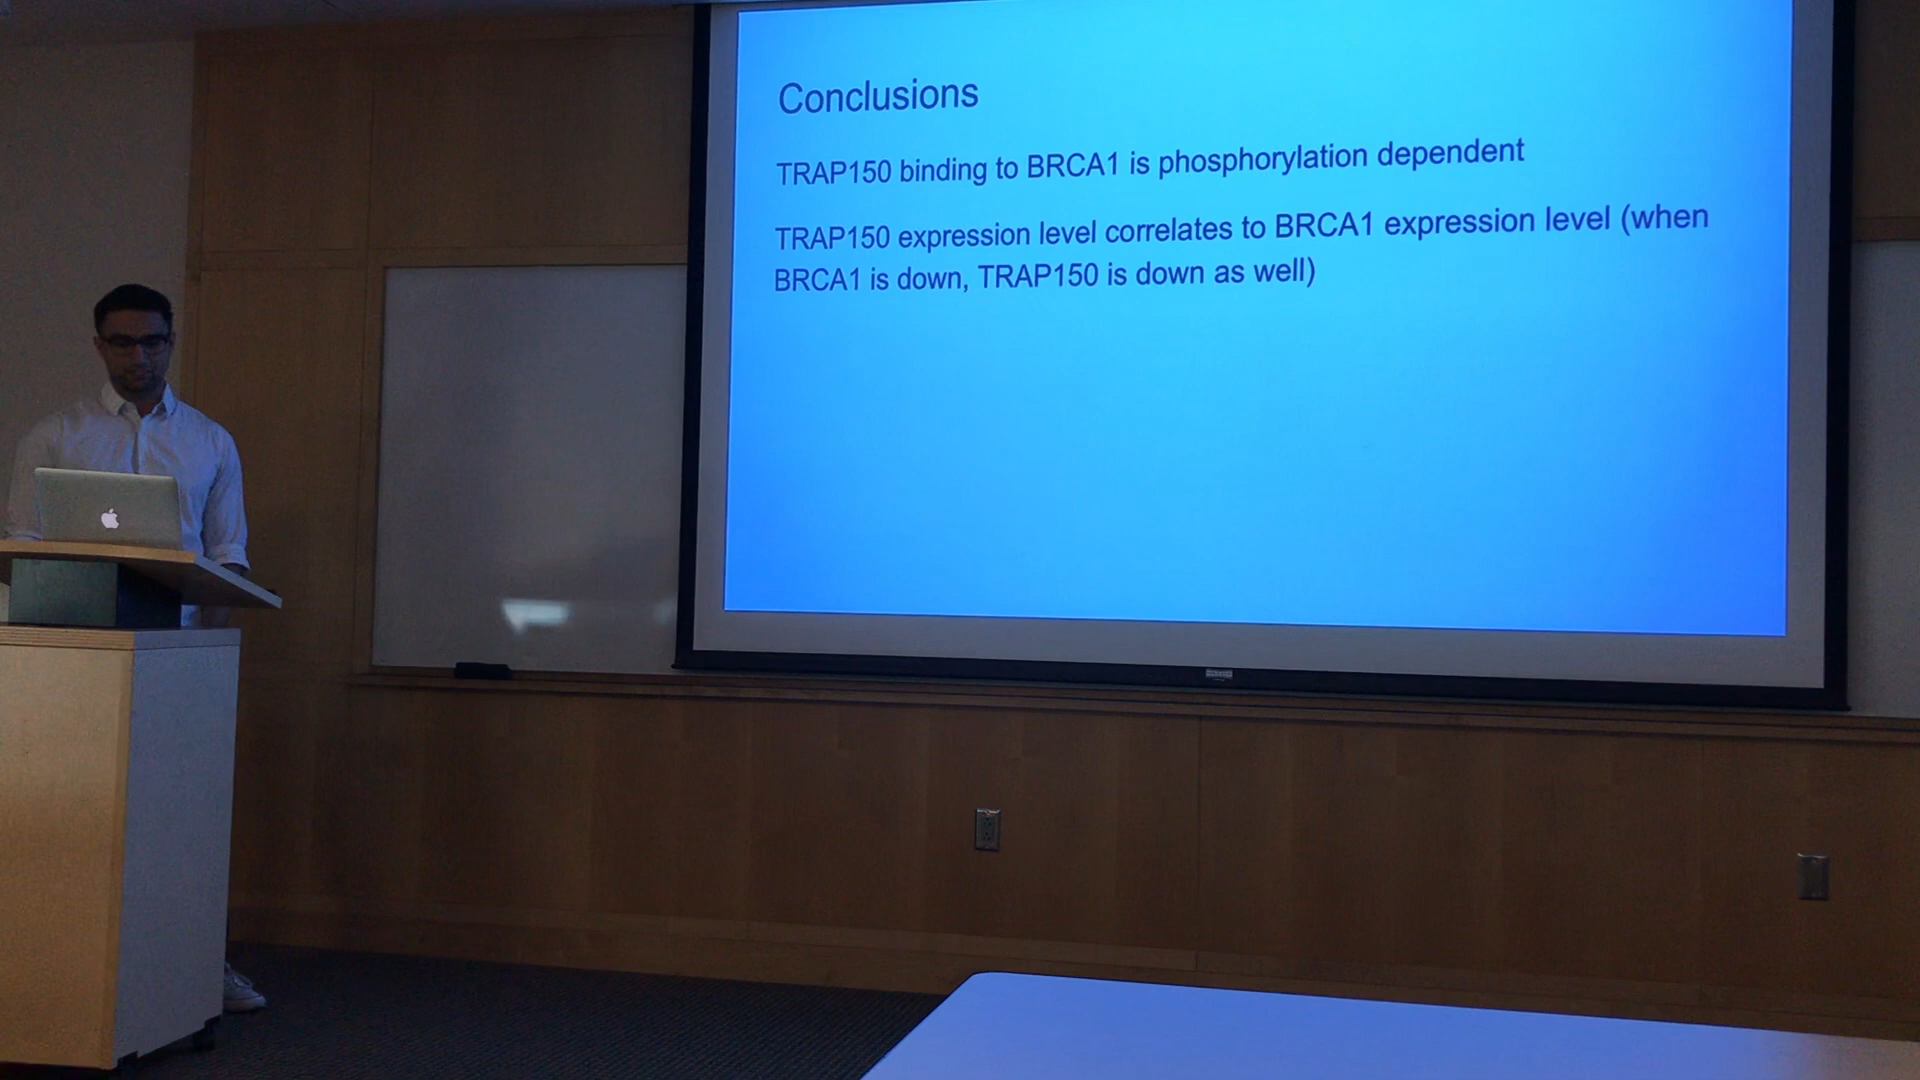 Conclusions
TRAP150 binding to BRCA1 is phosphorylation dependent
TRAP150 expression level correlates to BRCA1 expression level (when
BRCA1 is down, TRAP150 is down as well)